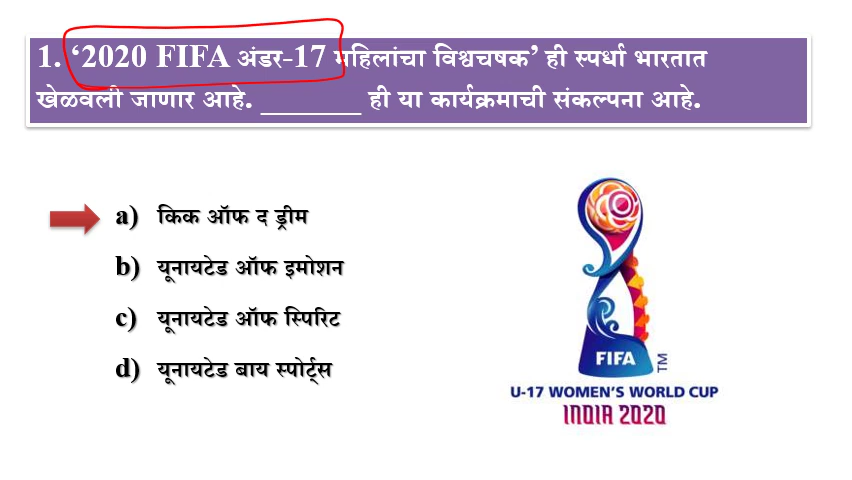 1. ‘2020 FIFA अंडर-17 महिलांचा विश्वचषक’ ही स्पर्धा भारतात
खेळवली जाणार आहे. _______ ही या कार्यक्रमाची संकल्पना आहे.
a) किक ऑफ द ड्रीम
b) यूनायटेड ऑफ इमोशन
c) यूनायटेड ऑफ स्पिरिट
d) यूनायटेड बाय स्पोर्ट्स
FIFA
TM
U-17 WOMEN'S WORLD CUP
INDIA 2020